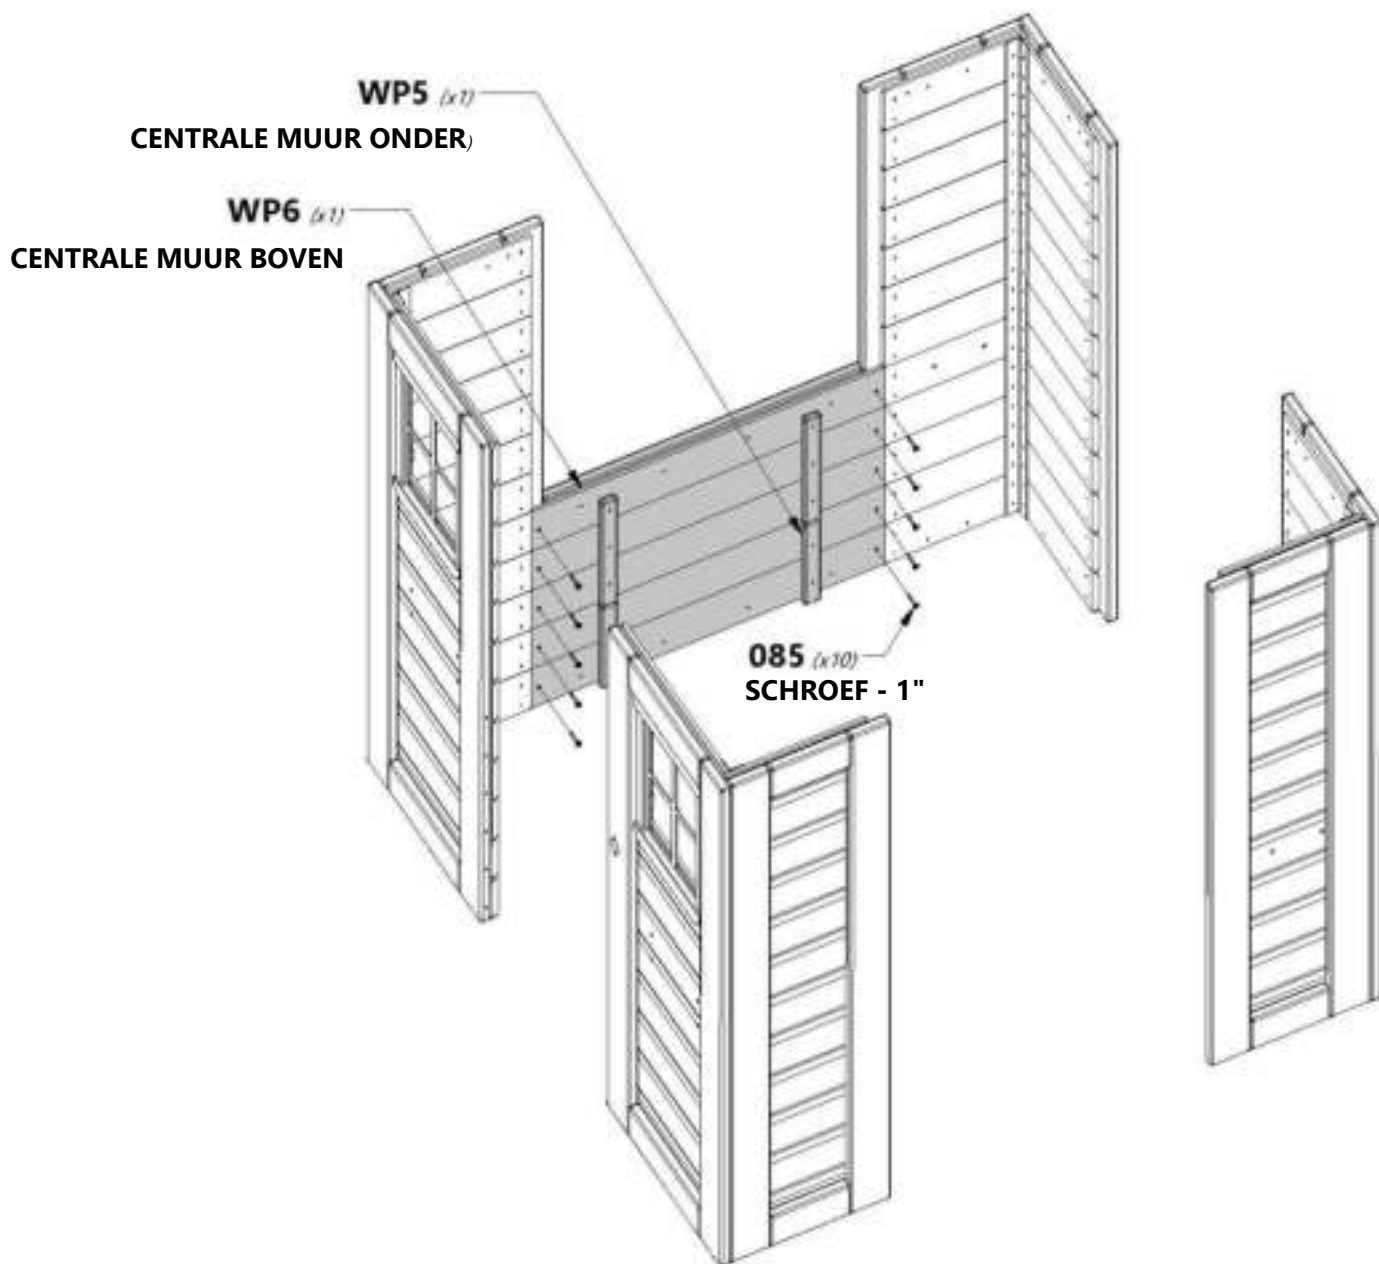 WP5 (x1)
CENTRALE MUUR ONDER)
WP6 (x1)
CENTRALE MUUR BOVEN
085 (x10)
SCHROEF - 1"